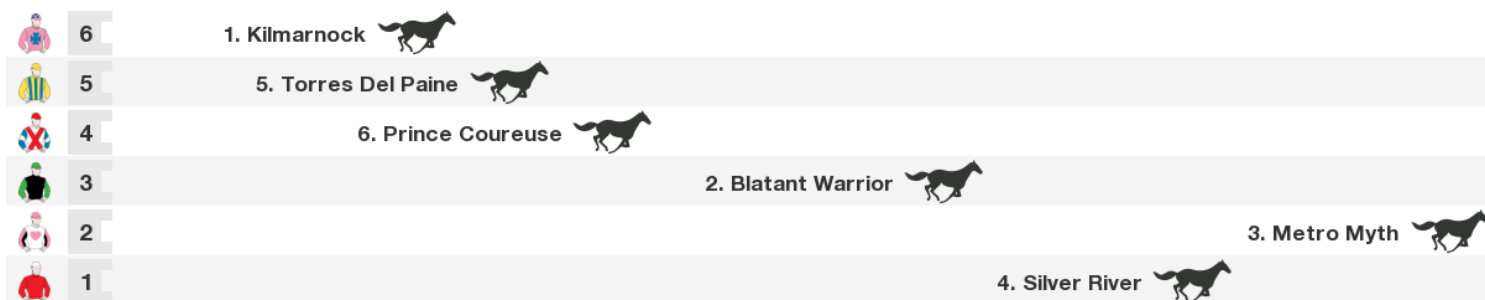 6 1. Kilmarnock
5 5. Torres Del Paine
4 6. Prince Coureuse
3 2. Blatant Warrior
2 3. Metro Myth
1 4. Silver River